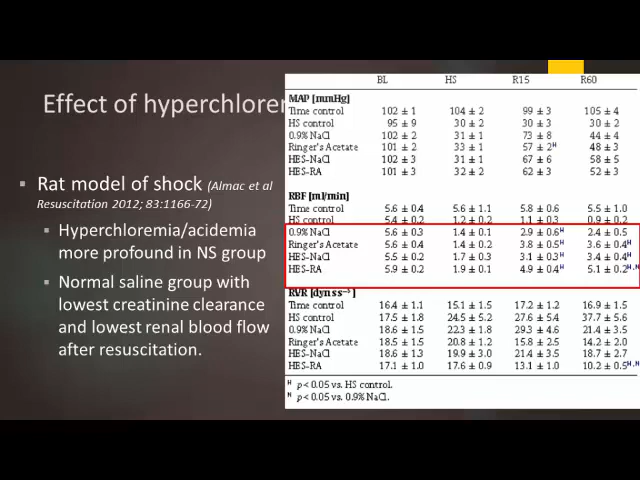 Effect of hyperchlorem
▪ Rat model of shock (Almac et al
Resuscitation 2012; 83:1166-72)
▪ Hyperchloremia/acidemia
more profound in NS group
▪ Normal saline group with
lowest creatinine clearance
and lowest renal blood flow
after resuscitation.
BL HS R15 R60
MAP [mmHg]
Time control 102 ± 1 104 ± 2 99 ± 3 105 ± 4
HS control 95 ± 9 30 ± 2 30 ± 3 30 ± 2
0.9% NaCl 102 ± 2 31 ± 1 73 ± 8 44 ± 4
Ringer's Acetate 101 ± 2 33 ± 1 57 ± 2H 48 ± 3
HES-NaCl 102 ± 3 31 ± 1 67 ± 6 58 ± 5
HES-RA 101 ± 3 32 ± 2 62 ± 3 52 ± 3
RBF [ml/min]
Time control 5.6 ± 0.4 5.6 ± 1.1 5.8 ± 0.6 5.5 ± 1.0
HS control 5.4 ± 0.2 1.2 ± 0.2 1.1 ± 0.3 0.9 ± 0.2
0.9% NaCl 5.6 ± 0.3 1.4 ± 0.1 2.9 ± 0.6H 2.4 ± 0.5
Ringer's Acetate 5.6 ± 0.4 1.4 ± 0.2 3.8 ± 0.5H 3.6 ± 0.4H
HES-NaCl 5.5 ± 0.2 1.7 ± 0.3 3.1 ± 0.3H 3.4 ± 0.4H
HES-RA 5.9 ± 0.2 1.9 ± 0.1 4.9 ± 0.4H 5.1 ± 0.2H,N
RVR [dyn s⁻⁵]
Time control 16.4 ± 1.1 15.1 ± 1.5 17.2 ± 1.2 16.9 ± 1.5
HS control 17.5 ± 1.8 24.5 ± 5.2 27.6 ± 5.4 37.7 ± 5.6
0.9% NaCl 18.6 ± 1.5 22.3 ± 1.8 29.3 ± 4.6 21.4 ± 3.5
Ringer's Acetate 18.5 ± 1.5 20.8 ± 1.2 15.8 ± 2.5 14.2 ± 2.0
HES-NaCl 18.6 ± 1.3 19.9 ± 3.0 21.4 ± 3.5 18.7 ± 2.7
HES-RA 17.1 ± 1.0 17.6 ± 0.9 13.1 ± 1.0 10.2 ± 0.5H,N
H p < 0.05 vs. HS control.
N p < 0.05 vs. 0.9% NaCl.